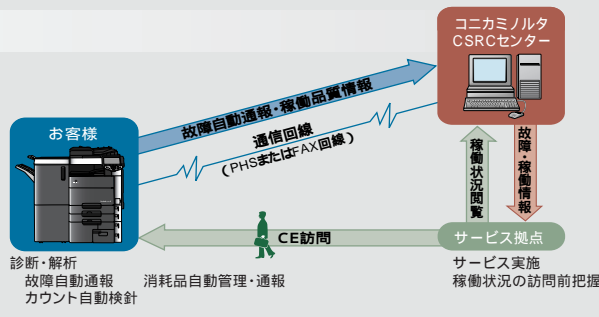 コニカミノルタ
CSRCセンター
故障自動通報・稼働品質情報
通信回線
(PHSまたはFAX回線)
お客様
稼働状況閲覧
故障・稼働情報
CE訪問
サービス拠点
診断・解析
故障自動通報 消耗品自動管理・通報
カウント自動検針
サービス実施
稼働状況の訪問前把握